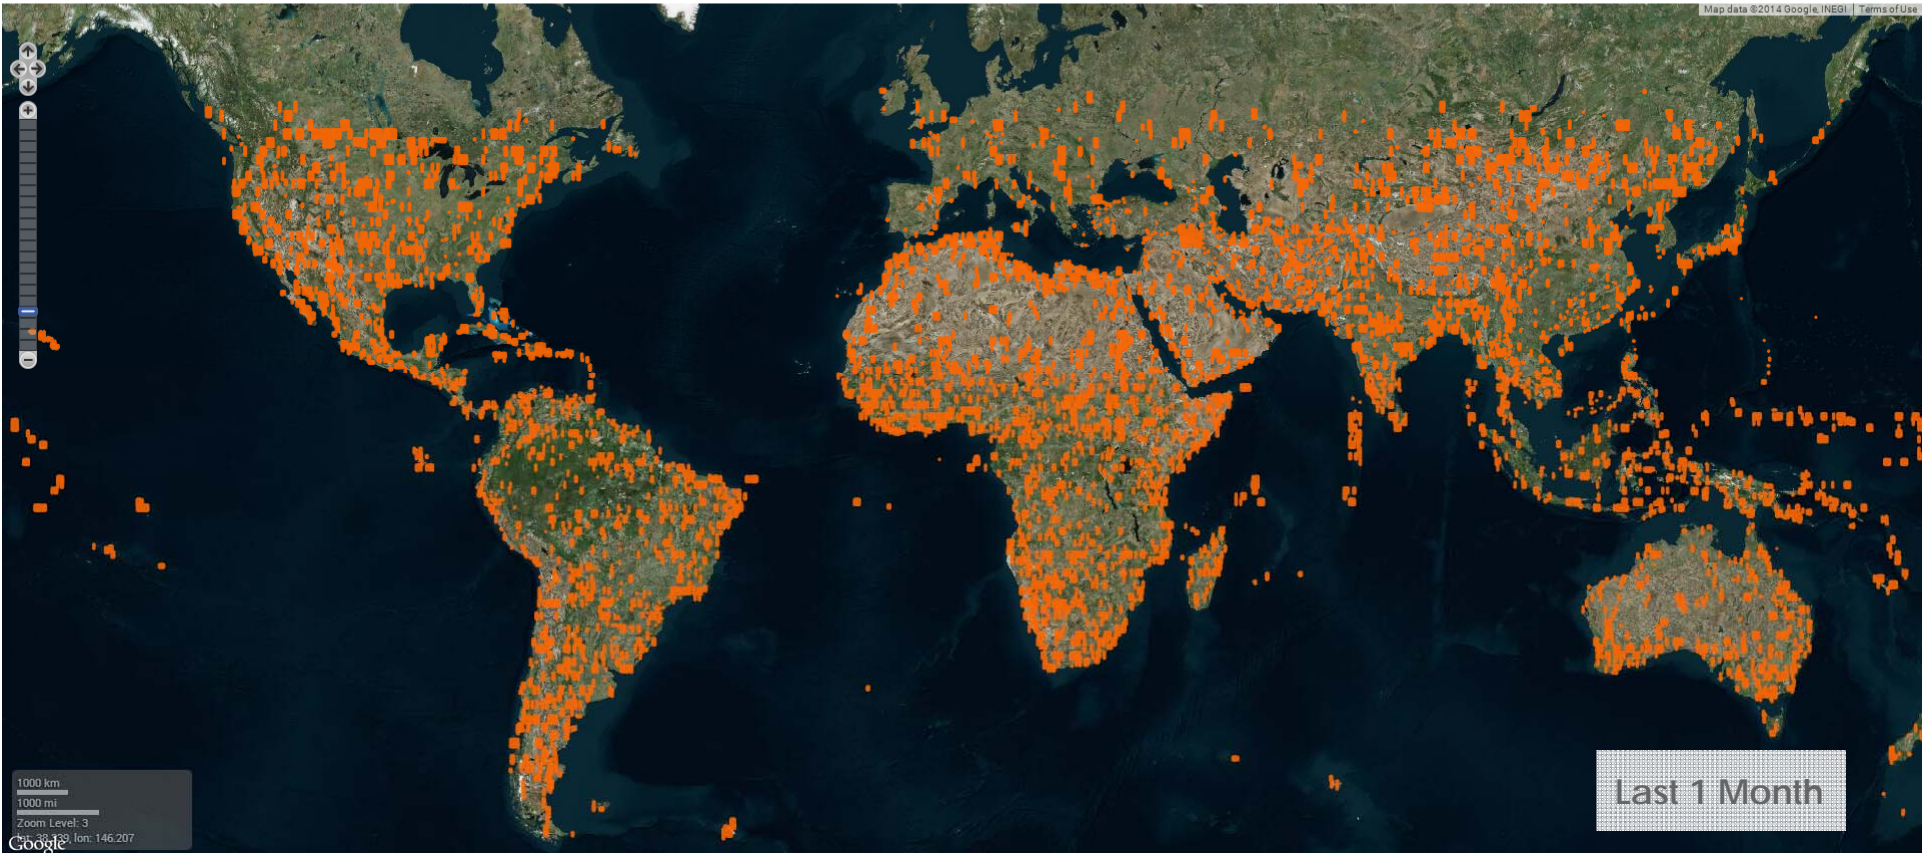 Map data ©2014 Google, INEGI | Terms of Use
1000 km
1000 mi
Zoom Level: 3
lon: 146.207
Google
Last 1 Month